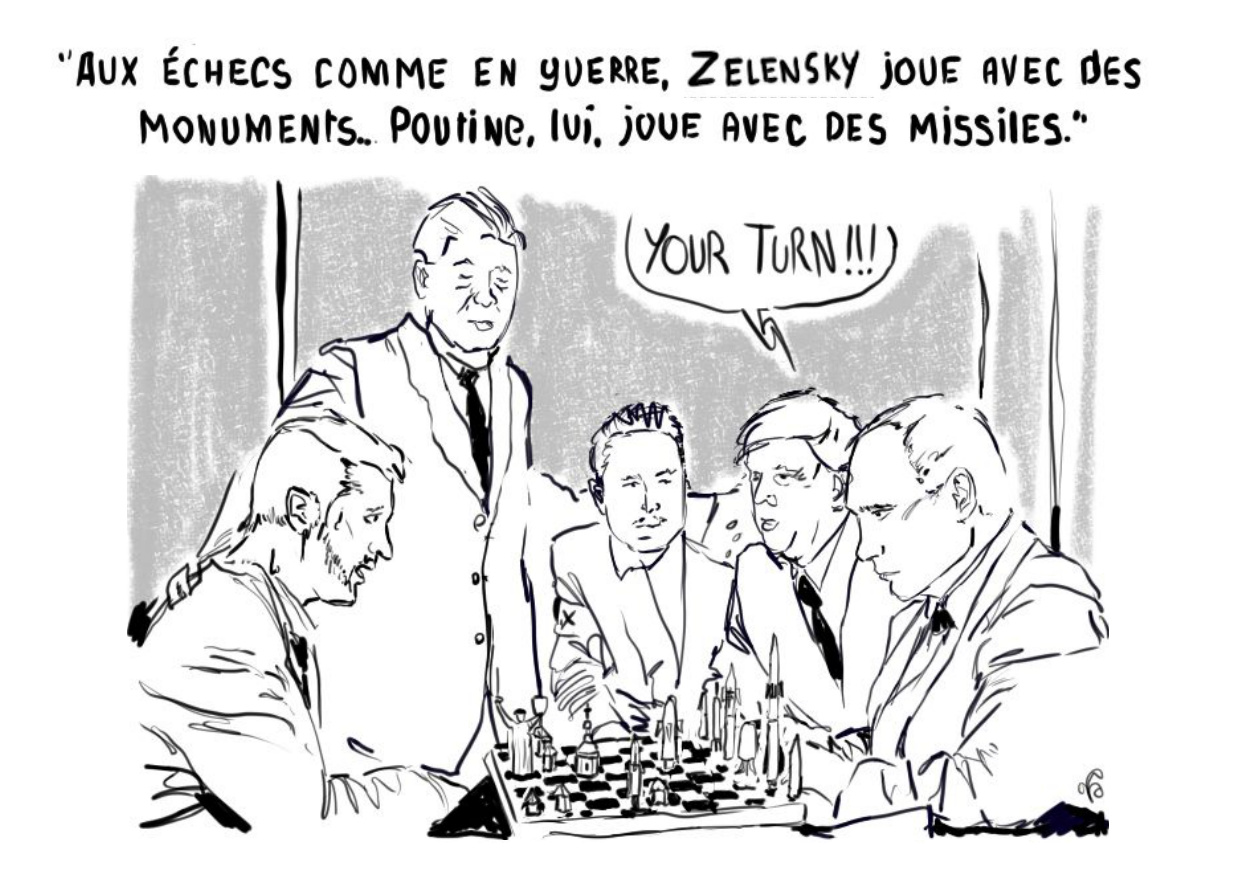 "AUX ÉCHECS COMME EN GUERRE, ZELENSKY JOUE AVEC DES
MONUMENTS.. POUTINE, LUI, JOUE AVEC DES MISSILES."
YOUR TURN!!!
X